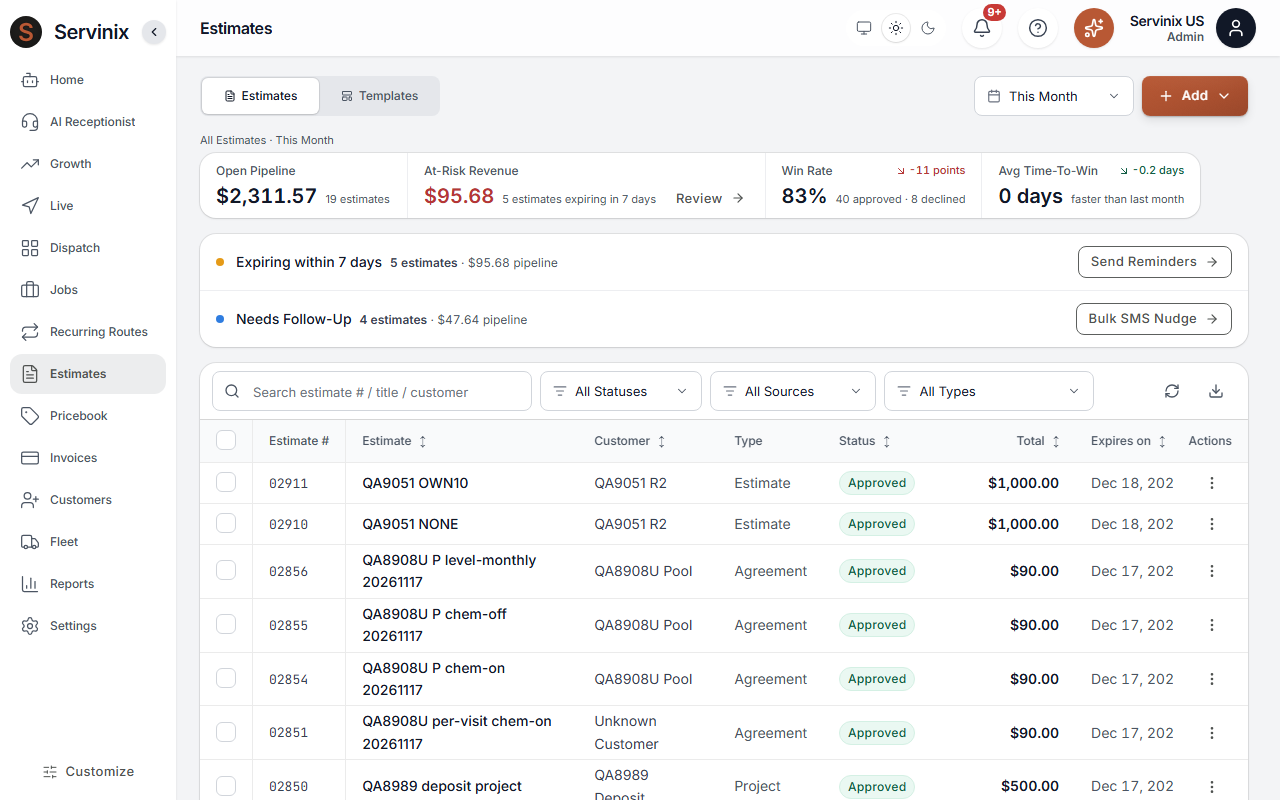 S Servinix
Estimates
9+
Servinix US
Admin
Home
AI Receptionist
Growth
Live
Dispatch
Jobs
Recurring Routes
Estimates
Pricebook
Invoices
Customers
Fleet
Reports
Settings
Customize
Estimates Templates
This Month
Add
All Estimates · This Month
Open Pipeline
$2,311.57 19 estimates
At-Risk Revenue
$95.68 5 estimates expiring in 7 days Review
Win Rate -11 points
83% 40 approved · 8 declined
Avg Time-To-Win -0.2 days
0 days faster than last month
Expiring within 7 days 5 estimates · $95.68 pipeline Send Reminders
Needs Follow-Up 4 estimates · $47.64 pipeline Bulk SMS Nudge
Search estimate # / title / customer All Statuses All Sources All Types
Estimate # Estimate Customer Type Status Total Expires on Actions
02911 QA9051 OWN10 QA9051 R2 Estimate Approved $1,000.00 Dec 18, 202
02910 QA9051 NONE QA9051 R2 Estimate Approved $1,000.00 Dec 18, 202
02856 QA8908U P level-monthly 20261117 QA8908U Pool Agreement Approved $90.00 Dec 17, 202
02855 QA8908U P chem-off 20261117 QA8908U Pool Agreement Approved $90.00 Dec 17, 202
02854 QA8908U P chem-on 20261117 QA8908U Pool Agreement Approved $90.00 Dec 17, 202
02851 QA8908U per-visit chem-on 20261117 Unknown Customer Agreement Approved $90.00 Dec 17, 202
02850 QA8989 deposit project QA8989 Deposit Project Approved $500.00 Dec 17, 202